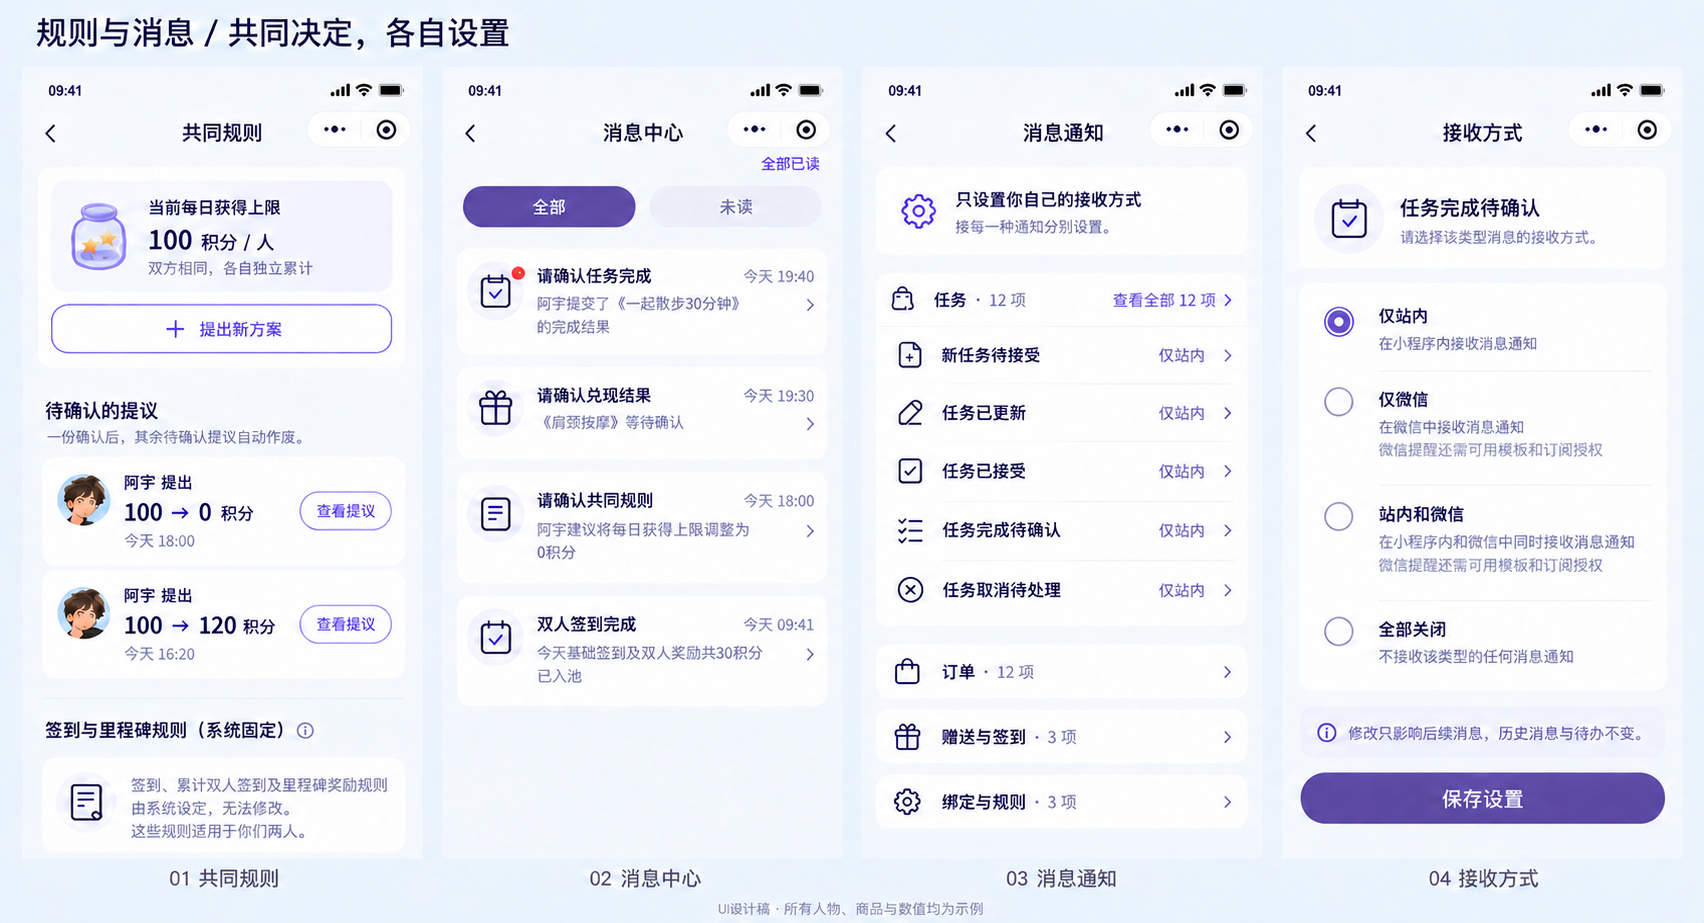 规则与消息 / 共同决定，各自设置
09:41
共同规则
当前每日获得上限
100 积分 / 人
双方相同，各自独立累计
＋ 提出新方案
待确认的提议
一份确认后，其余待确认提议自动作废。
阿宇 提出
100 → 0 积分
今天 18:00
查看提议
阿宇 提出
100 → 120 积分
今天 16:20
查看提议
签到与里程碑规则（系统固定）
签到、累计双人签到及里程碑奖励规则
由系统设定，无法修改。
这些规则适用于你们两人。
01 共同规则
09:41
消息中心
全部已读
全部
未读
请确认任务完成
今天 19:40
阿宇提变了《一起散步30分钟》
的完成结果
请确认兑现结果
今天 19:30
《肩颈按摩》等待确认
请确认共同规则
今天 18:00
阿宇建议将每日获得上限调整为
0积分
双人签到完成
今天 09:41
今天基础签到及双人奖励共30积分
已入池
02 消息中心
09:41
消息通知
只设置你自己的接收方式
接每一种通知分别设置。
任务 · 12 项
查看全部 12 项
新任务待接受
仅站内
任务已更新
仅站内
任务已接受
仅站内
任务完成待确认
仅站内
任务取消待处理
仅站内
订单 · 12 项
赠送与签到 · 3 项
绑定与规则 · 3 项
03 消息通知
09:41
接收方式
任务完成待确认
请选择该类型消息的接收方式。
仅站内
在小程序内接收消息通知
仅微信
在微信中接收消息通知
微信提醒还需可用模板和订阅授权
站内和微信
在小程序内和微信中同时接收消息通知
微信提醒还需可用模板和订阅授权
全部关闭
不接收该类型的任何消息通知
修改只影响后续消息，历史消息与待办不变。
保存设置
04 接收方式
UI设计稿 · 所有人物、商品与数值均为示例